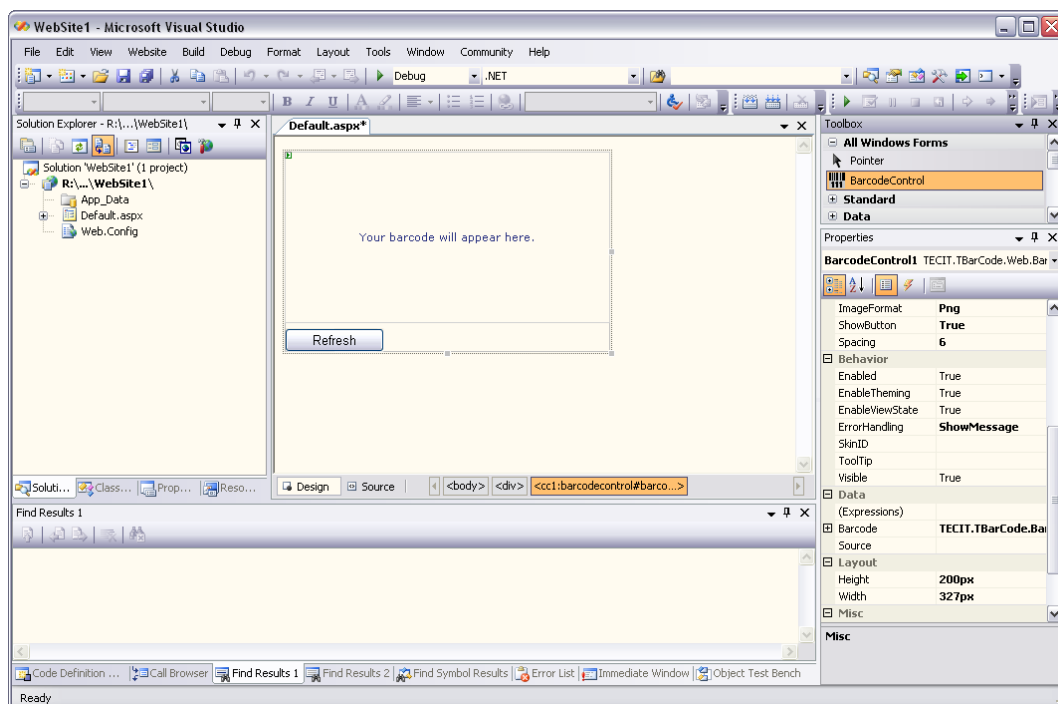 WebSite1 - Microsoft Visual Studio
File Edit View Website Build Debug Format Layout Tools Window Community Help
Debug .NET
B I U A
Solution Explorer - R:\...\WebSite1\
Solution 'WebSite1' (1 project)
R:\...\WebSite1\
App_Data
Default.aspx
Web.Config
Soluti... Class... Prop... Reso...
Default.aspx*
Your barcode will appear here.
Refresh
Design Source <body> <div> <cc1:barcodecontrol#barco...>
Toolbox
All Windows Forms
Pointer
BarcodeControl
Standard
Data
Properties
BarcodeControl1 TECIT.TBarCode.Web.Bar
ImageFormat Png
ShowButton True
Spacing 6
Behavior
Enabled True
EnableTheming True
EnableViewState True
ErrorHandling ShowMessage
SkinID
ToolTip
Visible True
Data
(Expressions)
Barcode TECIT.TBarCode.Ba
Source
Layout
Height 200px
Width 327px
Misc
Misc
Find Results 1
Code Definition ... Call Browser Find Results 1 Find Results 2 Find Symbol Results Error List Immediate Window Object Test Bench
Ready